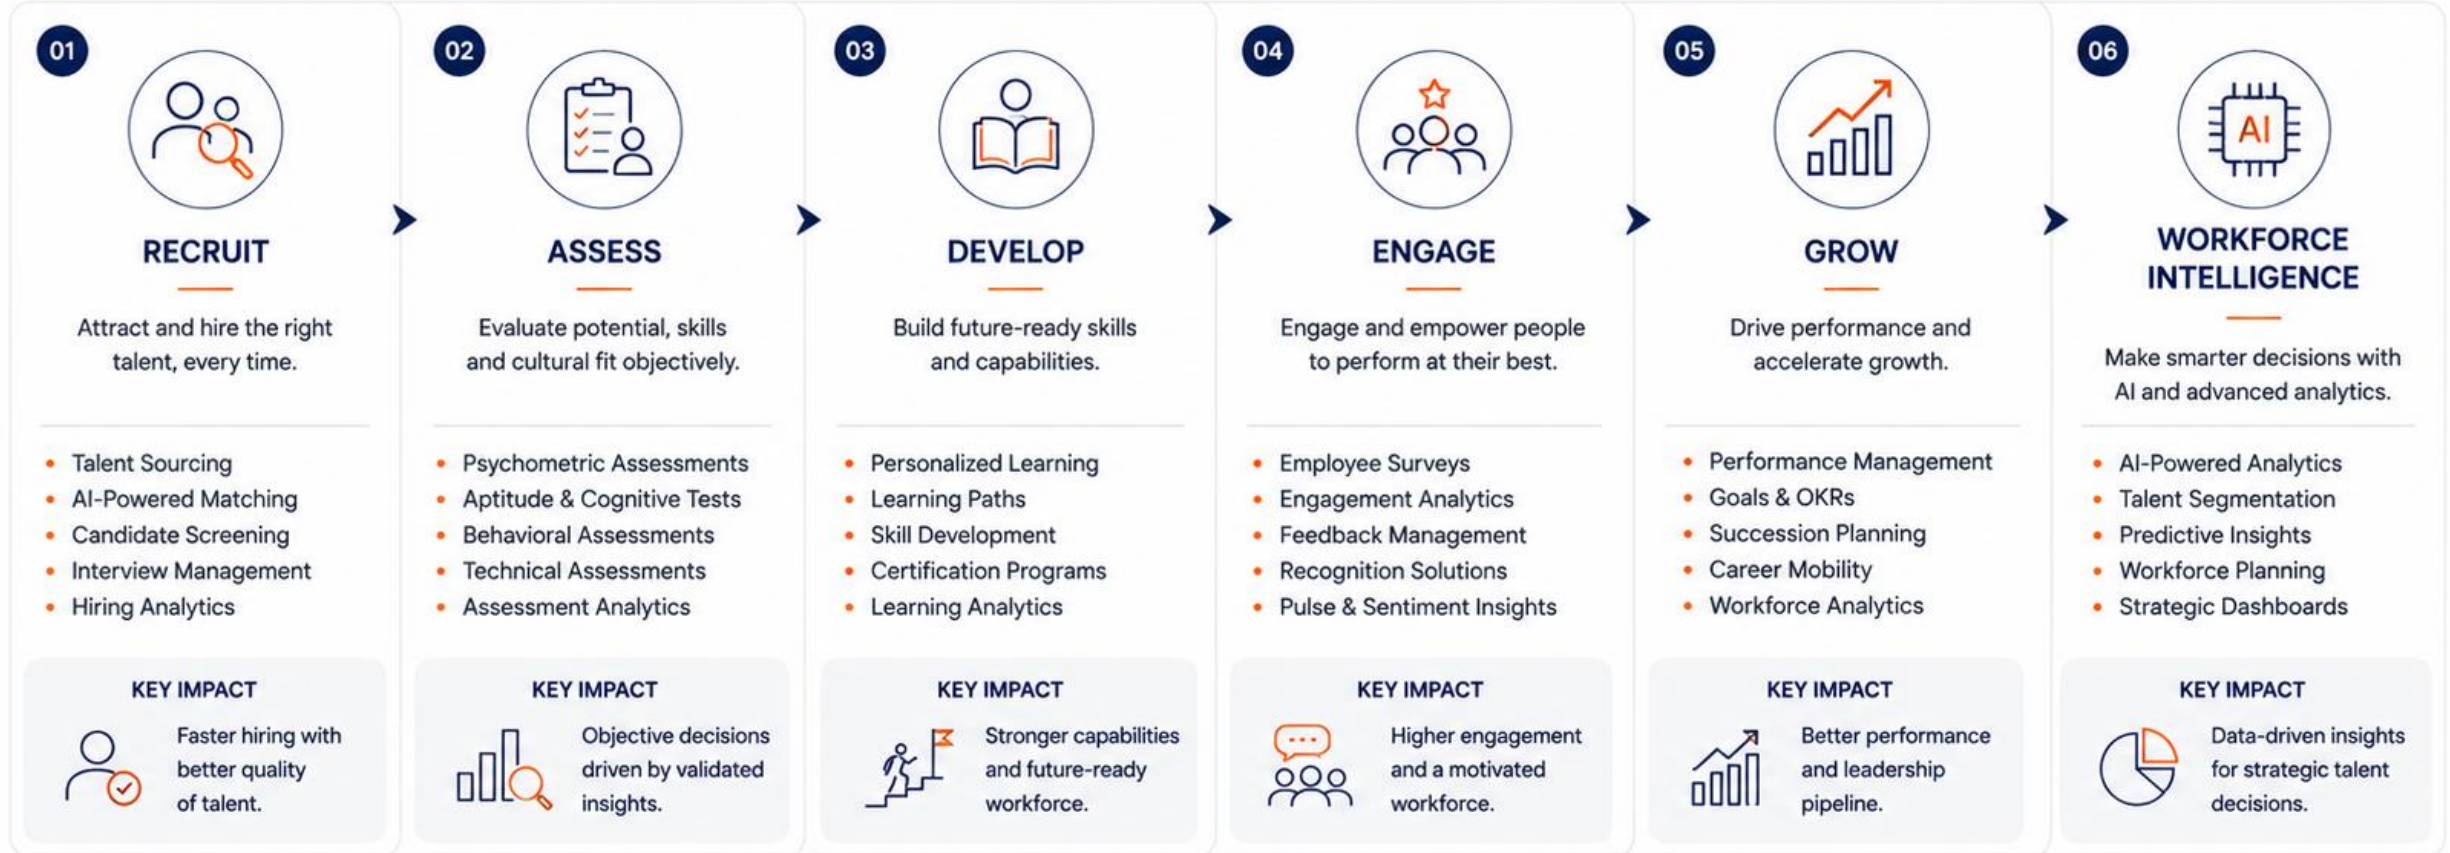 01
RECRUIT
Attract and hire the right
talent, every time.
• Talent Sourcing
• AI-Powered Matching
• Candidate Screening
• Interview Management
• Hiring Analytics
KEY IMPACT
Faster hiring with
better quality
of talent.
02
ASSESS
Evaluate potential, skills
and cultural fit objectively.
• Psychometric Assessments
• Aptitude & Cognitive Tests
• Behavioral Assessments
• Technical Assessments
• Assessment Analytics
KEY IMPACT
Objective decisions
driven by validated
insights.
03
DEVELOP
Build future-ready skills
and capabilities.
• Personalized Learning
• Learning Paths
• Skill Development
• Certification Programs
• Learning Analytics
KEY IMPACT
Stronger capabilities
and future-ready
workforce.
04
ENGAGE
Engage and empower people
to perform at their best.
• Employee Surveys
• Engagement Analytics
• Feedback Management
• Recognition Solutions
• Pulse & Sentiment Insights
KEY IMPACT
Higher engagement
and a motivated
workforce.
05
GROW
Drive performance and
accelerate growth.
• Performance Management
• Goals & OKRs
• Succession Planning
• Career Mobility
• Workforce Analytics
KEY IMPACT
Better performance
and leadership
pipeline.
06
AI
WORKFORCE
INTELLIGENCE
Make smarter decisions with
AI and advanced analytics.
• AI-Powered Analytics
• Talent Segmentation
• Predictive Insights
• Workforce Planning
• Strategic Dashboards
KEY IMPACT
Data-driven insights
for strategic talent
decisions.